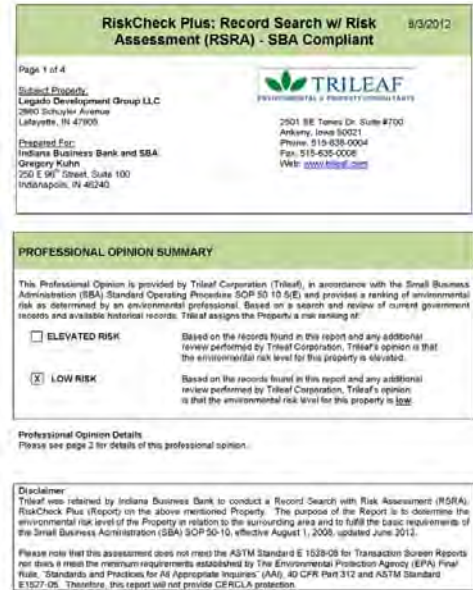 RiskCheck Plus: Record Search w/ Risk
Assessment (RSRA) - SBA Compliant
8/3/2012
Page 1 of 4
Subject Property:
Legado Development Group LLC
2860 Schuyler Avenue
Lafayette, IN 47905
Prepared For:
Indiana Business Bank and SBA
Gregory Kuhn
250 E 96th Street, Suite 100
Indianapolis, IN 46240
TRILEAF
ENVIRONMENTAL & PROPERTY CONSULTANTS
2501 SE Tones Dr. Suite #700
Ankeny, Iowa 50021
Phone. 515-635-0004
Fax. 515-635-0008
Web: www.trileaf.com
PROFESSIONAL OPINION SUMMARY
This Professional Opinion is provided by Trileaf Corporation (Trileaf), in accordance with the Small Business
Administration (SBA) Standard Operating Procedure SOP 50 10 5(E) and provides a ranking of environmental
risk as determined by an environmental professional. Based on a search and review of current government
records and available historical records, Trileaf assigns the Property a risk ranking of:
ELEVATED RISK
Based on the records found in this report and any additional
review performed by Trileaf Corporation, Trileaf's opinion is that
the environmental risk level for this property is elevated.
X LOW RISK
Based on the records found in this report and any additional
review performed by Trileaf Corporation, Trileaf's opinion
is that the environmental risk level for this property is low.
Professional Opinion Details
Please see page 2 for details of this professional opinion.
Disclaimer
Trileaf was retained by Indiana Business Bank to conduct a Record Search with Risk Assessment (RSRA),
RiskCheck Plus (Report) on the above mentioned Property. The purpose of the Report is to determine the
environmental risk level of the Property in relation to the surrounding area and to fulfill the basic requirements of
the Small Business Administration (SBA) SOP 50-10, effective August 1, 2008, updated June 2012.
Please note that this assessment does not meet the ASTM Standard E 1528-06 for Transaction Screen Reports
nor does it meet the minimum requirements established by The Environmental Protection Agency (EPA) Final
Rule, "Standards and Practices for All Appropriate Inquiries" (AAI), 40 CFR Part 312 and ASTM Standard
E1527-05. Therefore, this report will not provide CERCLA protection.